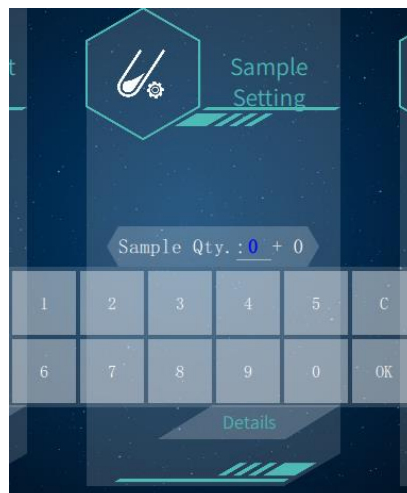 t
Sample
Setting
Sample Qty.:0 + 0
1 2 3 4 5 C
6 7 8 9 0 OK
Details